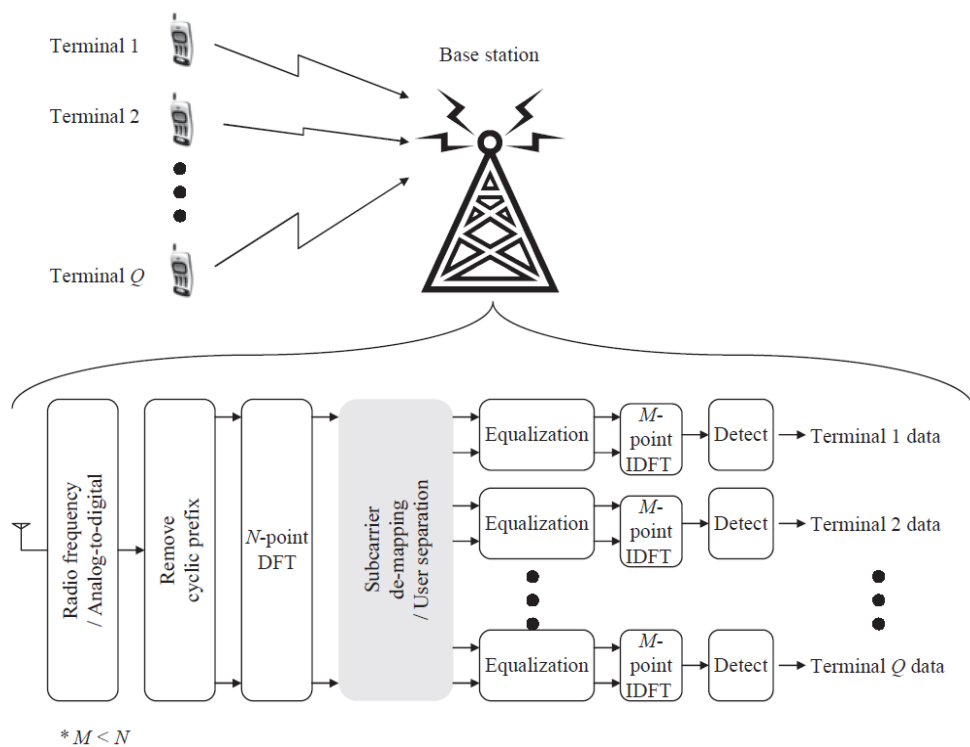 Terminal 1
Base station
Terminal 2
Terminal Q
Radio frequency
/ Analog-to-digital
Remove
cyclic prefix
N-point
DFT
Subcarrier
de-mapping
/ User separation
Equalization
M-
point
IDFT
Detect
Terminal 1 data
Equalization
M-
point
IDFT
Detect
Terminal 2 data
Equalization
M-
point
IDFT
Detect
Terminal Q data
* M < N